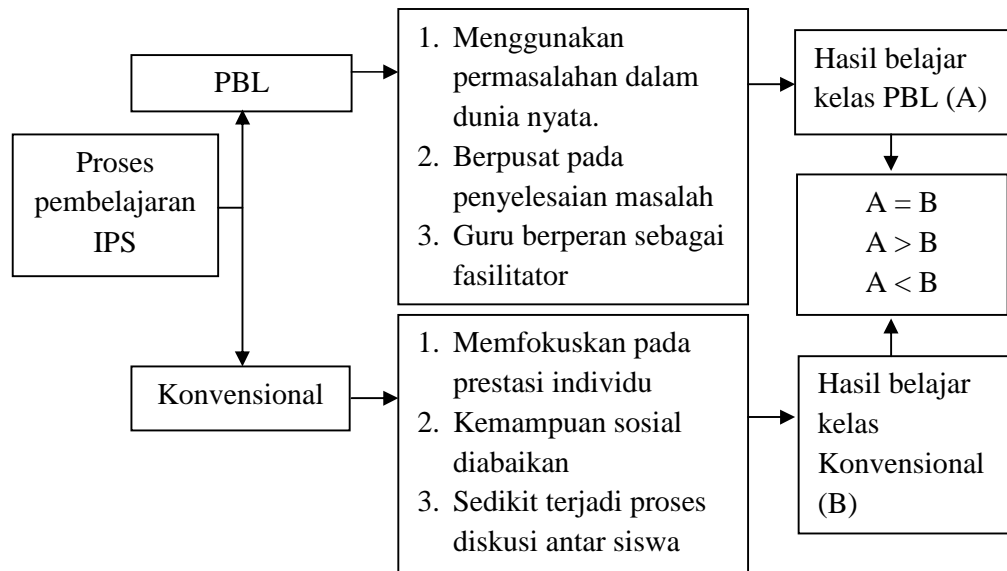 Proses
pembelajaran
IPS
PBL
1. Menggunakan
permasalahan dalam
dunia nyata.
2. Berpusat pada
penyelesaian masalah
3. Guru berperan sebagai
fasilitator
Hasil belajar
kelas PBL (A)
A = B
A > B
A < B
Konvensional
1. Memfokuskan pada
prestasi individu
2. Kemampuan sosial
diabaikan
3. Sedikit terjadi proses
diskusi antar siswa
Hasil belajar
kelas
Konvensional
(B)